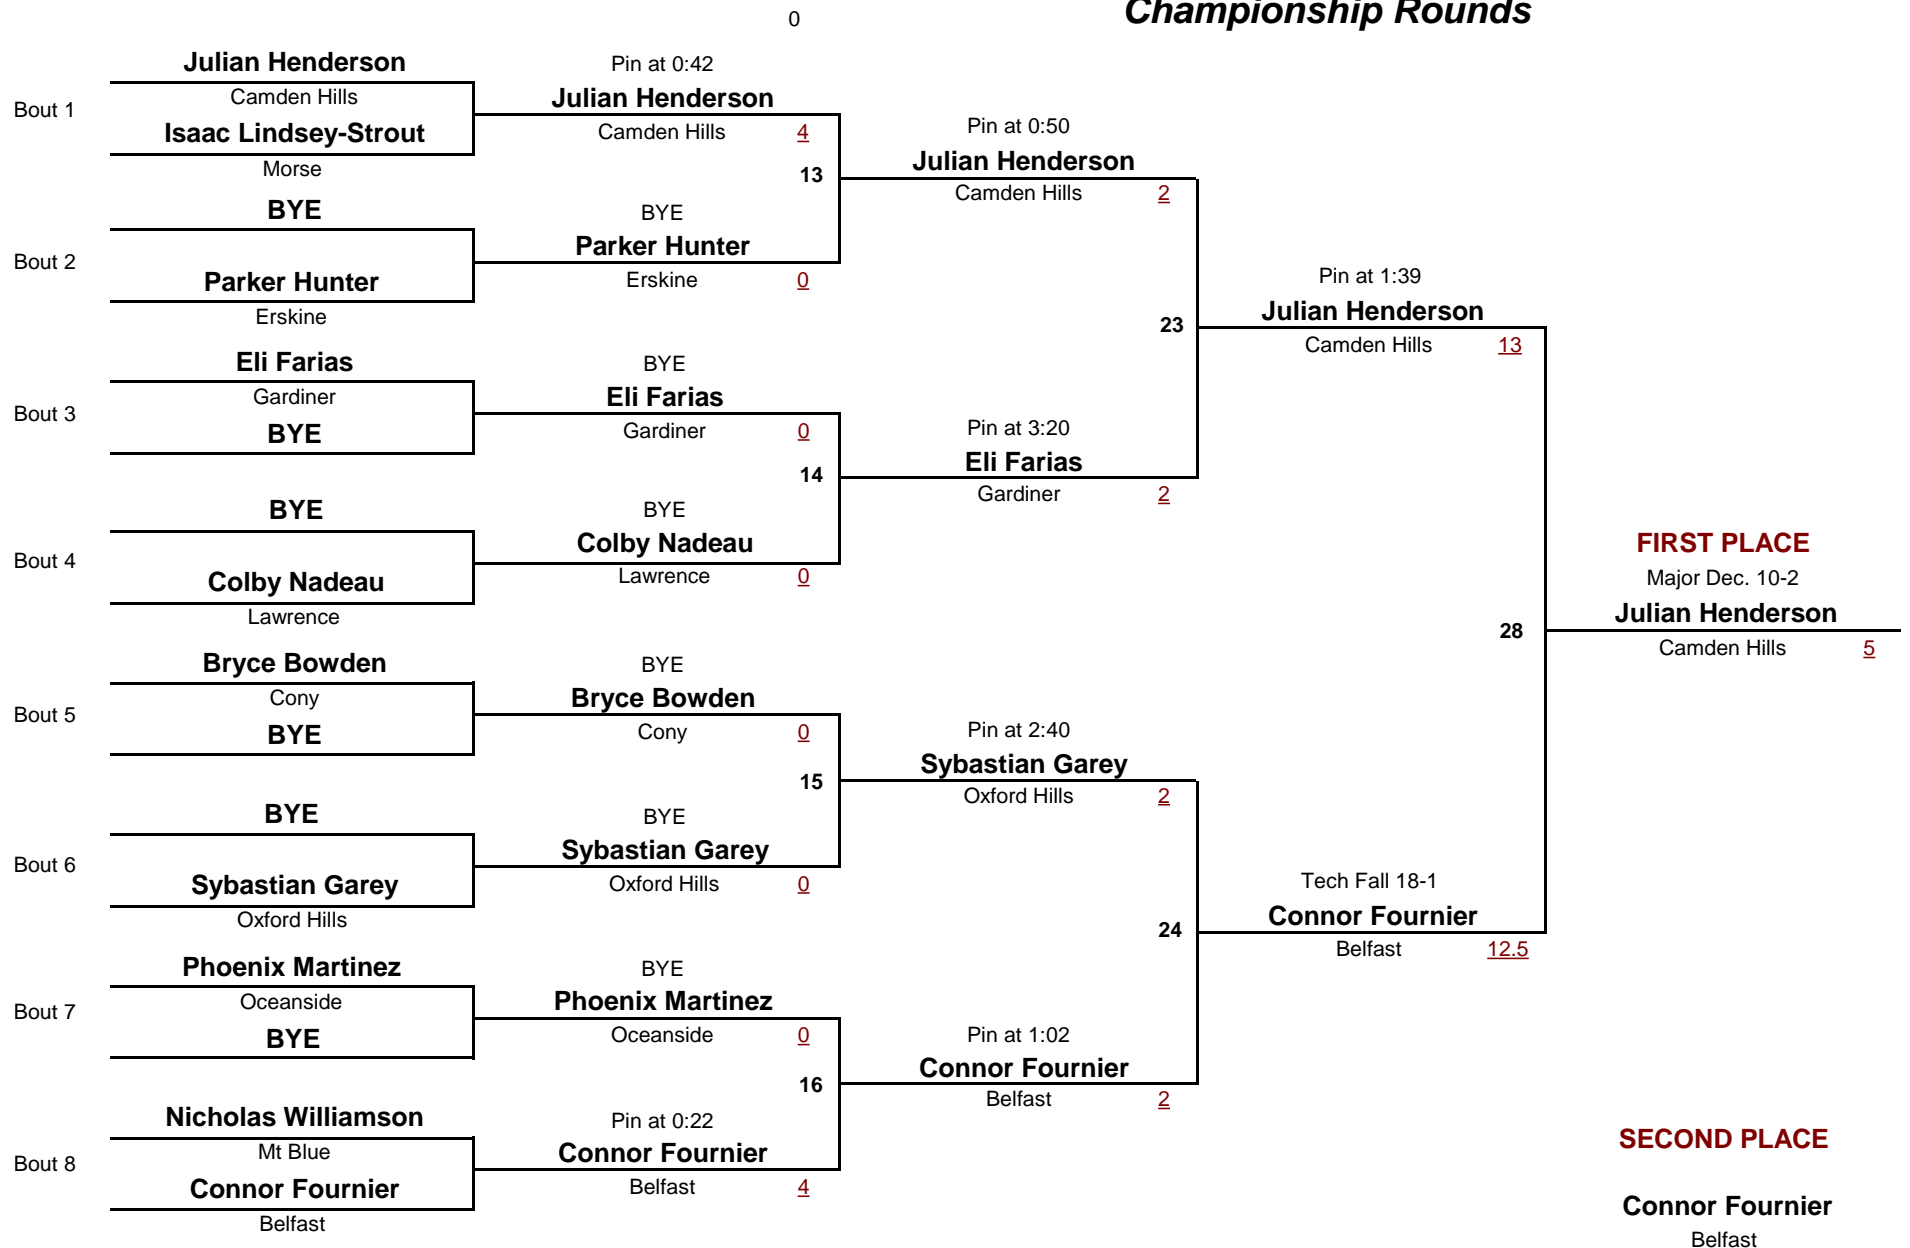 Championship Rounds
0
Julian Henderson
Camden Hills
Bout 1
Isaac Lindsey-Strout
Morse
BYE
Bout 2
Parker Hunter
Erskine
Eli Farias
Gardiner
Bout 3
BYE
BYE
Bout 4
Colby Nadeau
Lawrence
Bryce Bowden
Cony
Bout 5
BYE
BYE
Bout 6
Sybastian Garey
Oxford Hills
Phoenix Martinez
Oceanside
Bout 7
BYE
Nicholas Williamson
Mt Blue
Bout 8
Connor Fournier
Belfast
Pin at 0:42
Julian Henderson
Camden Hills 4
13
BYE
Parker Hunter
Erskine 0
BYE
Eli Farias
Gardiner 0
14
BYE
Colby Nadeau
Lawrence 0
BYE
Bryce Bowden
Cony 0
15
BYE
Sybastian Garey
Oxford Hills 0
BYE
Phoenix Martinez
Oceanside 0
16
Pin at 0:22
Connor Fournier
Belfast 4
Pin at 0:50
Julian Henderson
Camden Hills 2
23
Pin at 3:20
Eli Farias
Gardiner 2
Pin at 2:40
Sybastian Garey
Oxford Hills 2
24
Pin at 1:02
Connor Fournier
Belfast 2
Pin at 1:39
Julian Henderson
Camden Hills 13
28
Tech Fall 18-1
Connor Fournier
Belfast 12.5
FIRST PLACE
Major Dec. 10-2
Julian Henderson
Camden Hills 5
SECOND PLACE
Connor Fournier
Belfast